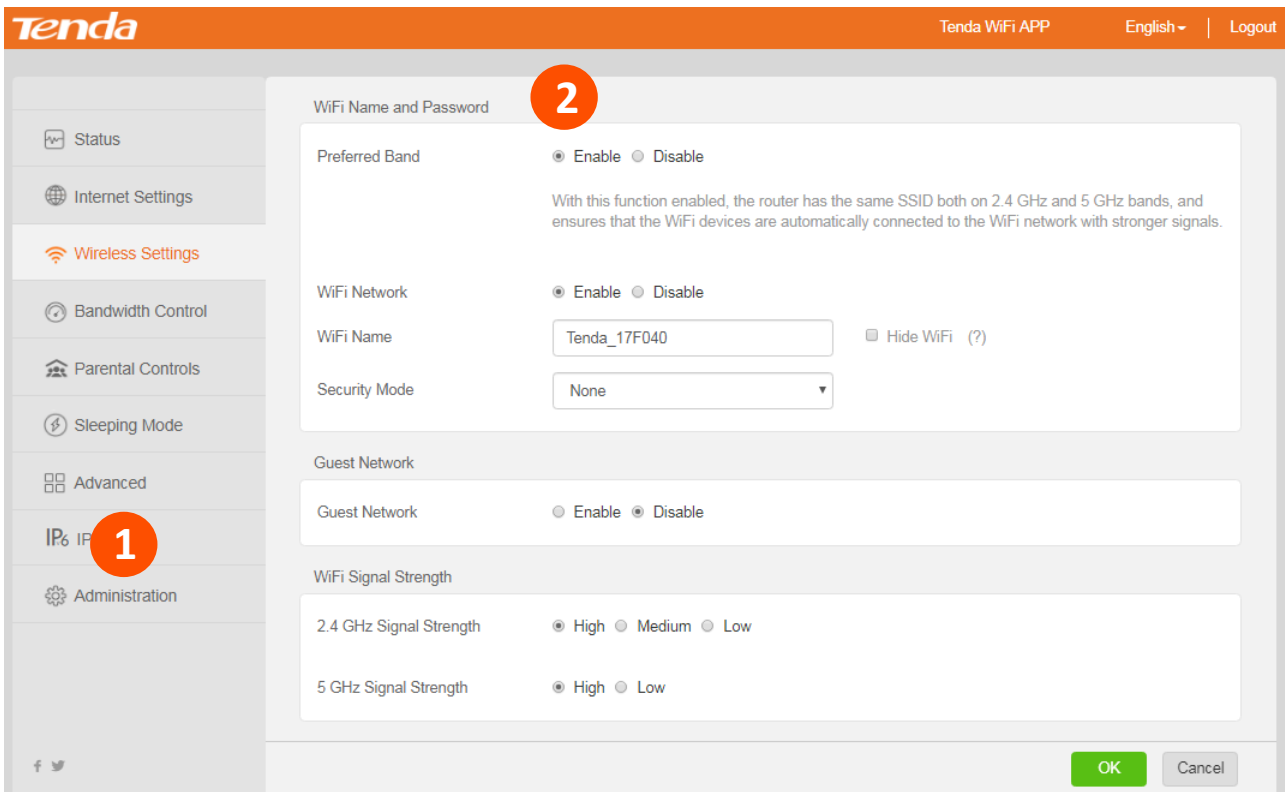 Tenda
Tenda WiFi APP English Logout
Status
Internet Settings
Wireless Settings
Bandwidth Control
Parental Controls
Sleeping Mode
Advanced
IPv6 IP
1
Administration
WiFi Name and Password
2
Preferred Band Enable Disable
With this function enabled, the router has the same SSID both on 2.4 GHz and 5 GHz bands, and
ensures that the WiFi devices are automatically connected to the WiFi network with stronger signals.
WiFi Network Enable Disable
WiFi Name Tenda_17F040 Hide WiFi (?)
Security Mode None
Guest Network
Guest Network Enable Disable
WiFi Signal Strength
2.4 GHz Signal Strength High Medium Low
5 GHz Signal Strength High Low
OK Cancel